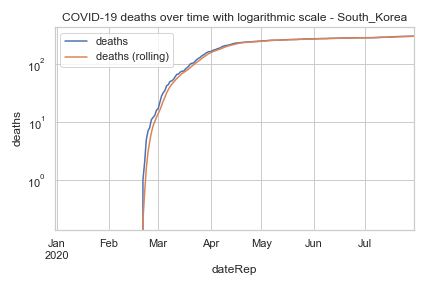 COVID-19 deaths over time with logarithmic scale - South_Korea
deaths
deaths (rolling)
deaths
10²
10¹
10⁰
Jan Feb Mar Apr May Jun Jul
2020
dateRep